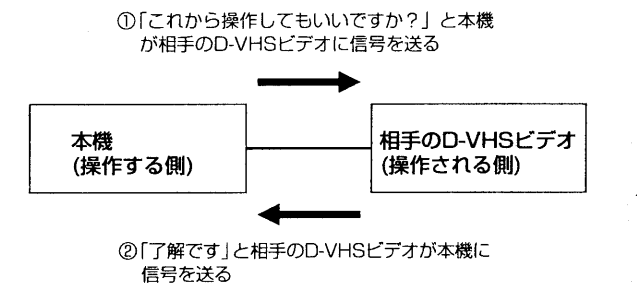 ①「これから操作してもいいですか？」と本機
が相手のD-VHSビデオに信号を送る
本機
(操作する側)
相手のD-VHSビデオ
(操作される側)
②「了解です」と相手のD-VHSビデオが本機に
信号を送る